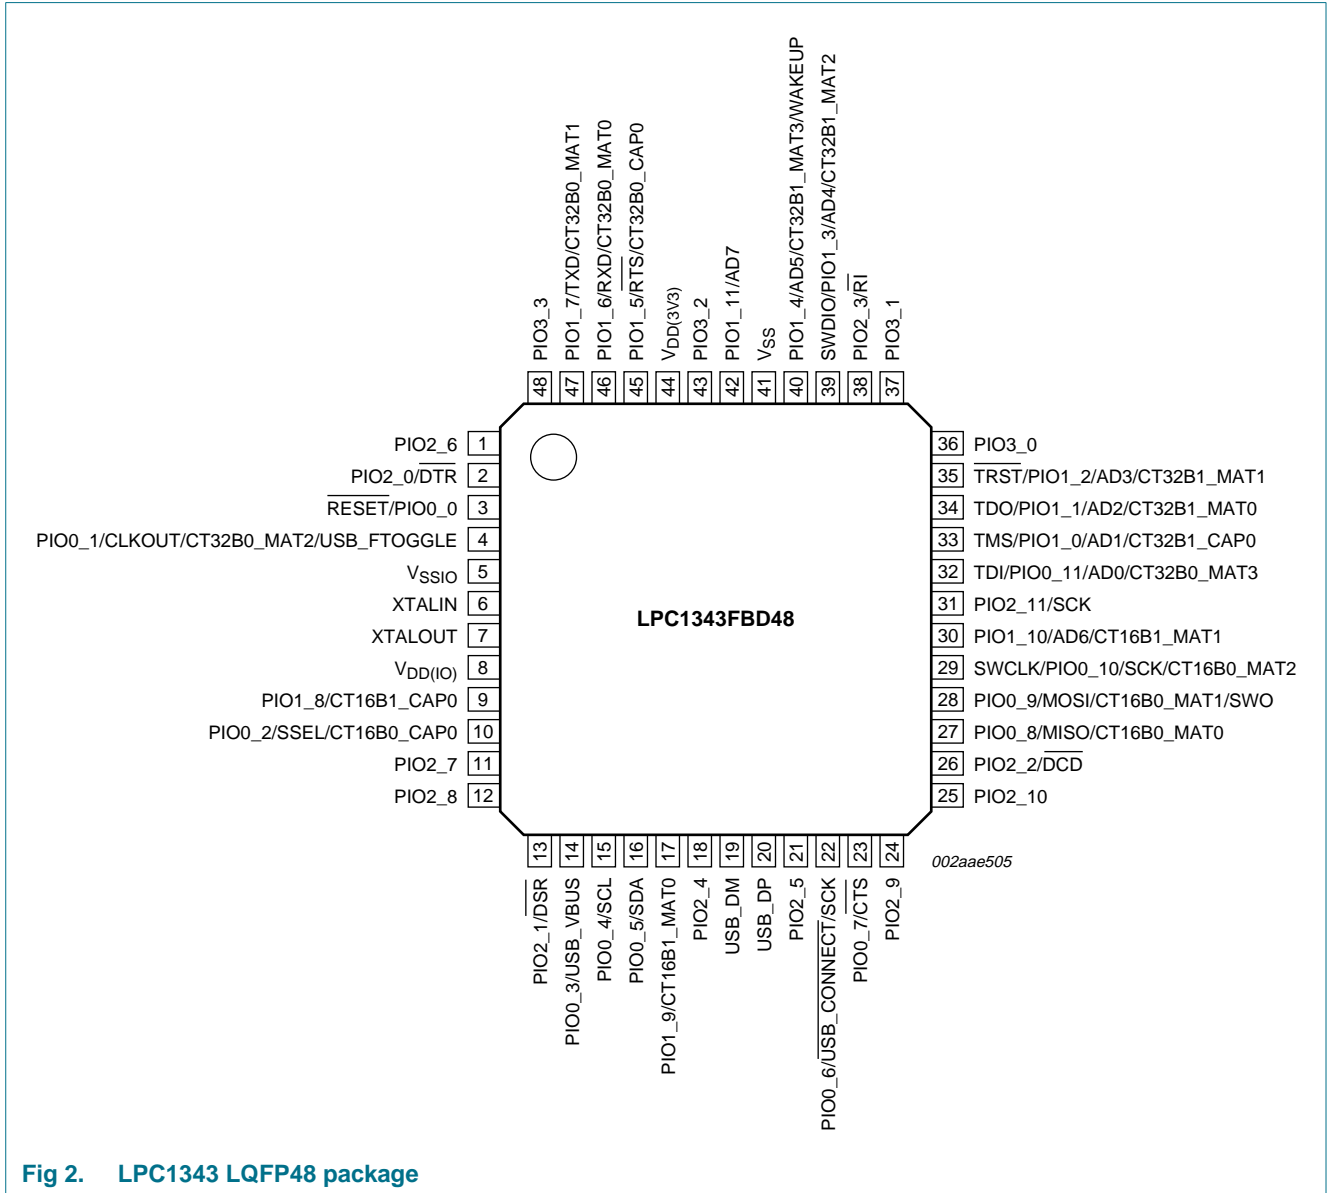 PIO3_3
PIO1_7/TXD/CT32B0_MAT1
PIO1_6/RXD/CT32B0_MAT0
PIO1_5/RTS/CT32B0_CAP0
VDD(3V3)
PIO3_2
PIO1_11/AD7
VSS
PIO1_4/AD5/CT32B1_MAT3/WAKEUP
SWDIO/PIO1_3/AD4/CT32B1_MAT2
PIO2_3/RI
PIO3_1
48 47 46 45 44 43 42 41 40 39 38 37
PIO2_6 1
PIO2_0/DTR 2
RESET/PIO0_0 3
PIO0_1/CLKOUT/CT32B0_MAT2/USB_FTOGGLE 4
VSSIO 5
XTALIN 6
XTALOUT 7
VDD(IO) 8
PIO1_8/CT16B1_CAP0 9
PIO0_2/SSEL/CT16B0_CAP0 10
PIO2_7 11
PIO2_8 12
LPC1343FBD48
36 PIO3_0
35 TRST/PIO1_2/AD3/CT32B1_MAT1
34 TDO/PIO1_1/AD2/CT32B1_MAT0
33 TMS/PIO1_0/AD1/CT32B1_CAP0
32 TDI/PIO0_11/AD0/CT32B0_MAT3
31 PIO2_11/SCK
30 PIO1_10/AD6/CT16B1_MAT1
29 SWCLK/PIO0_10/SCK/CT16B0_MAT2
28 PIO0_9/MOSI/CT16B0_MAT1/SWO
27 PIO0_8/MISO/CT16B0_MAT0
26 PIO2_2/DCD
25 PIO2_10
13 14 15 16 17 18 19 20 21 22 23 24
PIO2_1/DSR
PIO0_3/USB_VBUS
PIO0_4/SCL
PIO0_5/SDA
PIO1_9/CT16B1_MAT0
PIO2_4
USB_DM
USB_DP
PIO2_5
PIO0_6/USB_CONNECT/SCK
PIO0_7/CTS
PIO2_9
002aae505
Fig 2. LPC1343 LQFP48 package